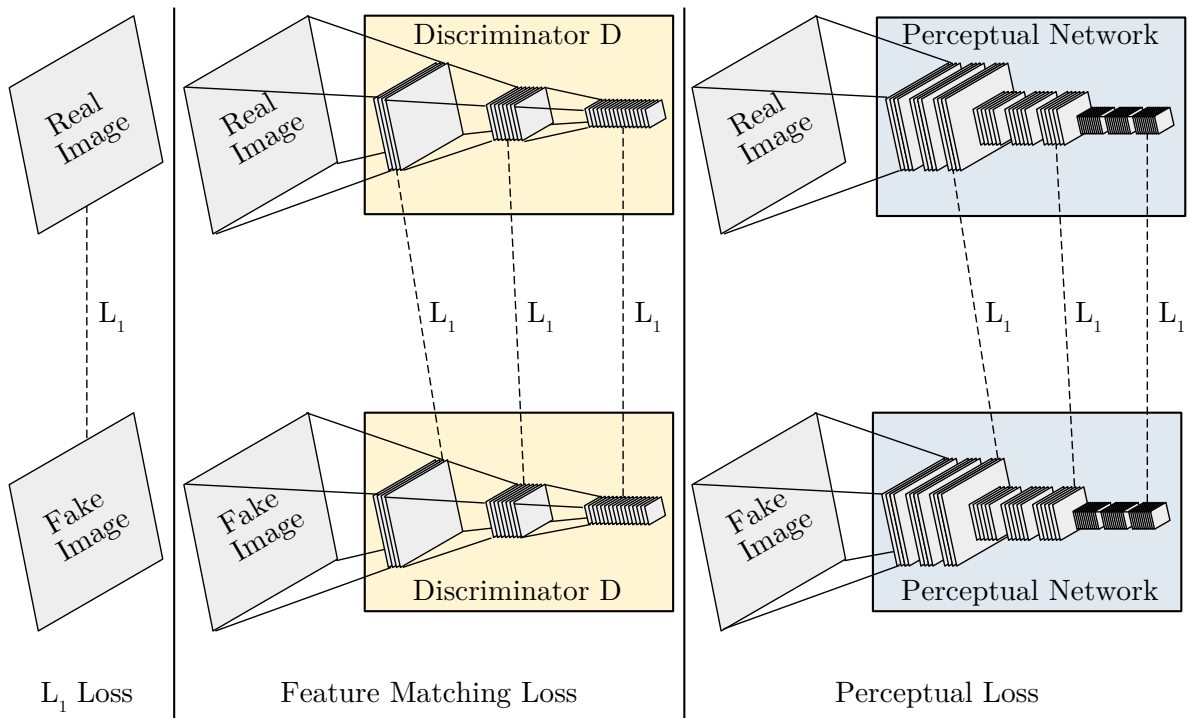 Real
Image
L₁
Fake
Image
L₁ Loss
Discriminator D
Real
Image
L₁
L₁
L₁
Fake
Image
Discriminator D
Feature Matching Loss
Perceptual Network
Real
Image
L₁
L₁
L₁
Fake
Image
Perceptual Network
Perceptual Loss